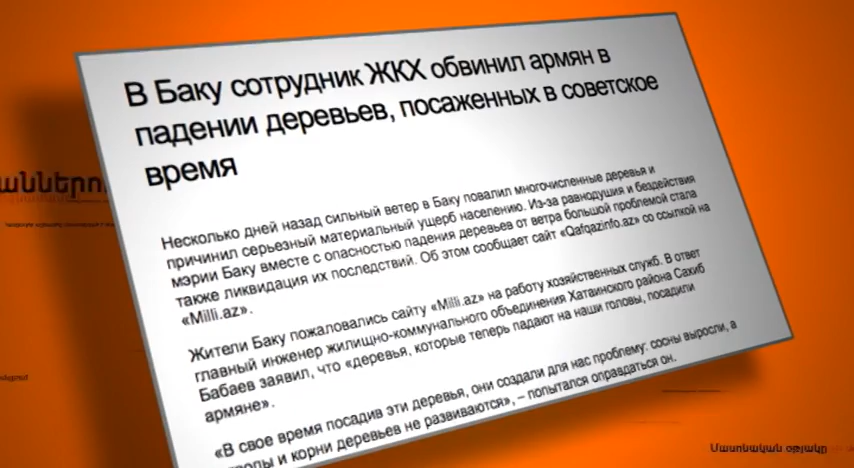 В Баку сотрудник ЖКХ обвинил армян в
падении деревьев, посаженных в советское
время
Несколько дней назад сильный ветер в Баку повалил многочисленные деревья и
причинил серьезный материальный ущерб населению. Из-за равнодушия и бездействия
мэрии Баку вместе с опасностью падения деревьев от ветра большой проблемой стала
также ликвидация их последствий. Об этом сообщает сайт «Qafqazinfo.az» со ссылкой на
«Milli.az».
Жители Баку пожаловались сайту «Milli.az» на работу хозяйственных служб. В ответ
главный инженер жилищно-коммунального объединения Хатаинского района Сахиб
Бабаев заявил, что «деревья, которые теперь падают на наши головы, посадили
армяне».
«В свое время посадив эти деревья, они создали для нас проблему: сосны выросли, а
и корни деревьев не развиваются», – попытался оправдаться он.
Մասոնական օթյակը